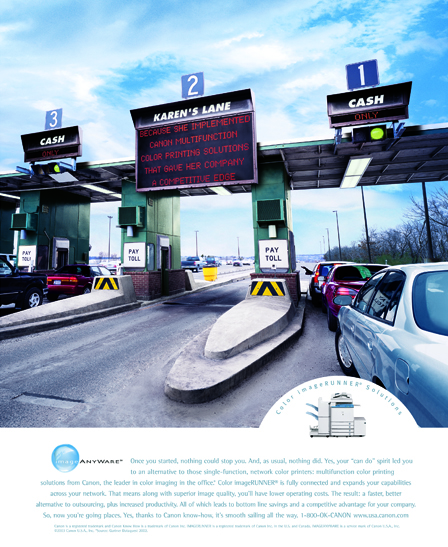 1
2
3
CASH
ONLY
KAREN'S LANE
BECAUSE SHE IMPLEMENTED
CANON MULTIFUNCTION
COLOR PRINTING SOLUTIONS
THAT GAVE HER COMPANY
A COMPETITIVE EDGE
CASH
ONLY
PAY
TOLL
PAY
TOLL
PAY
TOLL
Color imageRUNNER® Solutions
imageANYWARE℠
Once you started, nothing could stop you. And, as usual, nothing did. Yes, your “can do” spirit led you
to an alternative to those single-function, network color printers: multifunction color printing
solutions from Canon, the leader in color imaging in the office.* Color imageRUNNER® is fully connected and expands your capabilities
across your network. That means along with superior image quality, you'll have lower operating costs. The result: a faster, better
alternative to outsourcing, plus increased productivity. All of which leads to bottom line savings and a competitive advantage for your company.
So, now you're going places. Yes, thanks to Canon know-how, it's smooth sailing all the way. 1-800-OK-CANON www.usa.canon.com